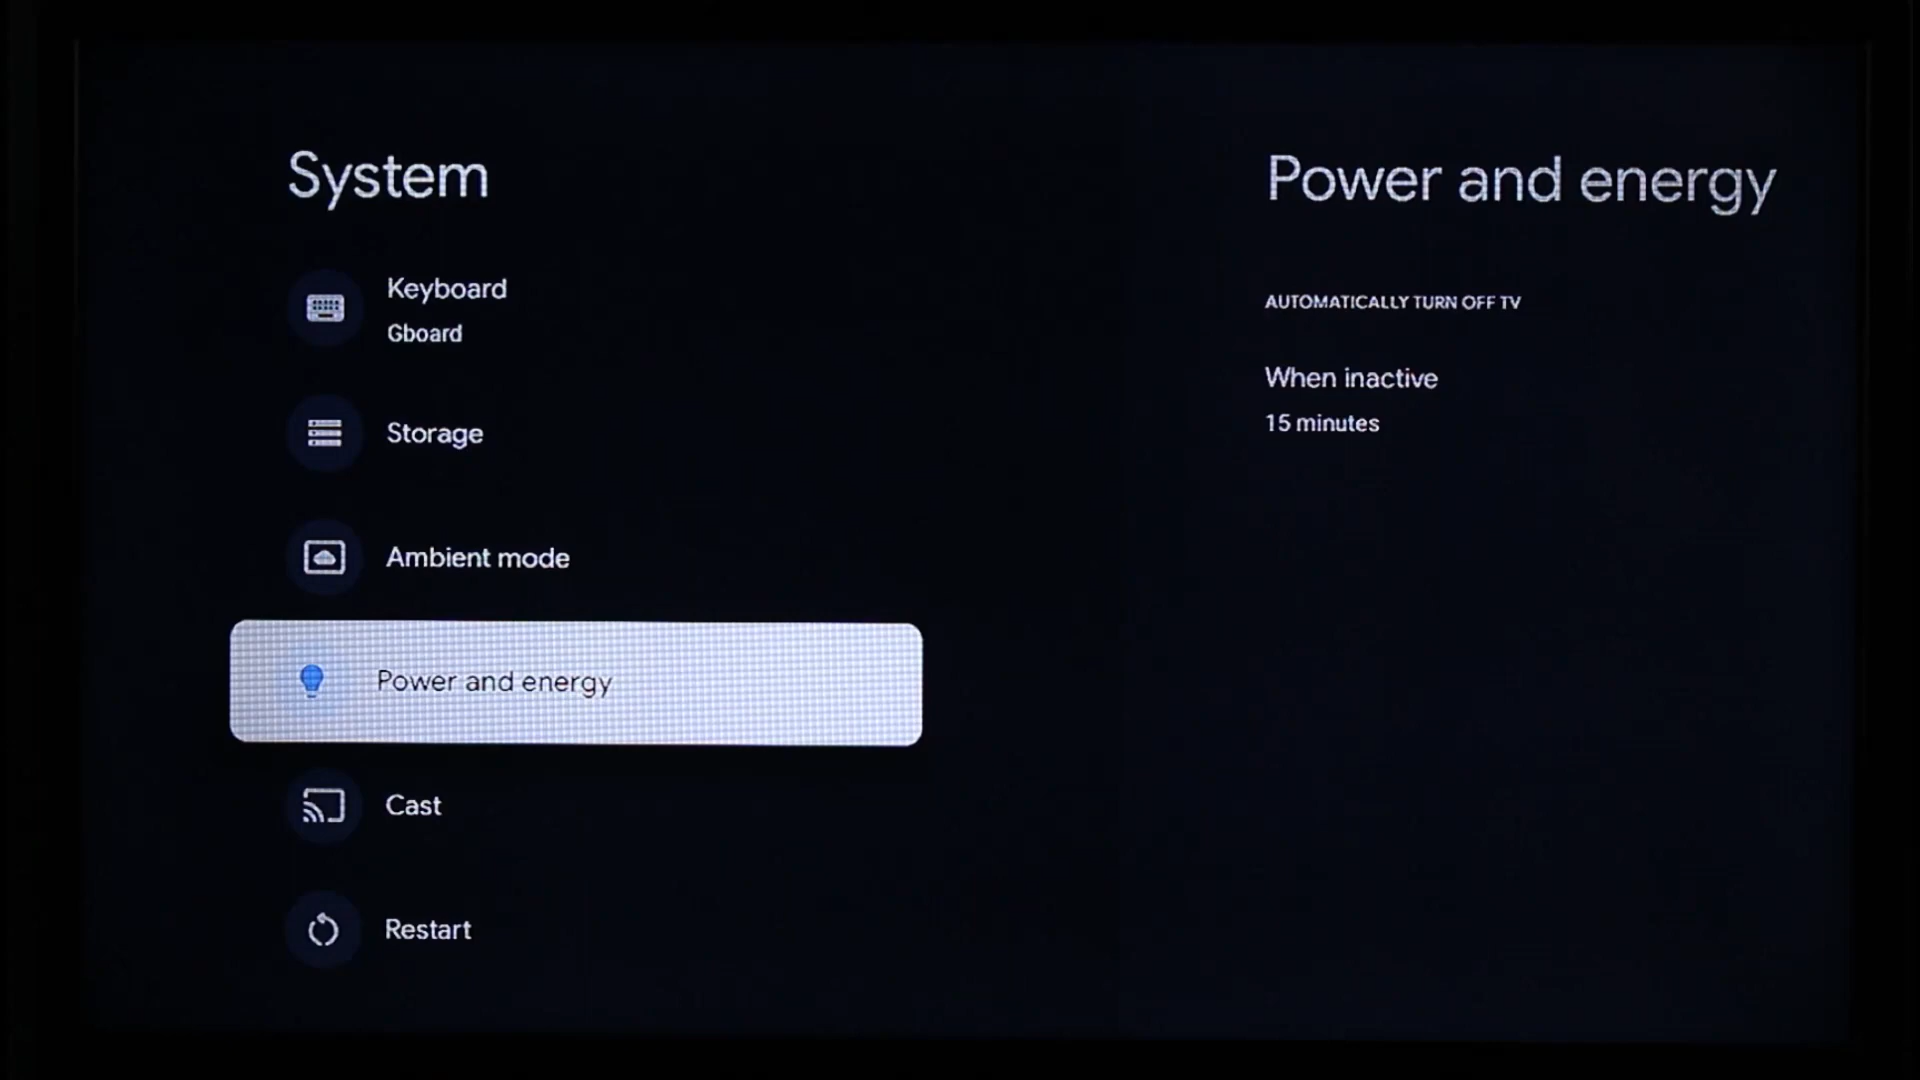 System
Keyboard
Gboard
Storage
Ambient mode
Power and energy
Cast
Restart
Power and energy
AUTOMATICALLY TURN OFF TV
When inactive
15 minutes